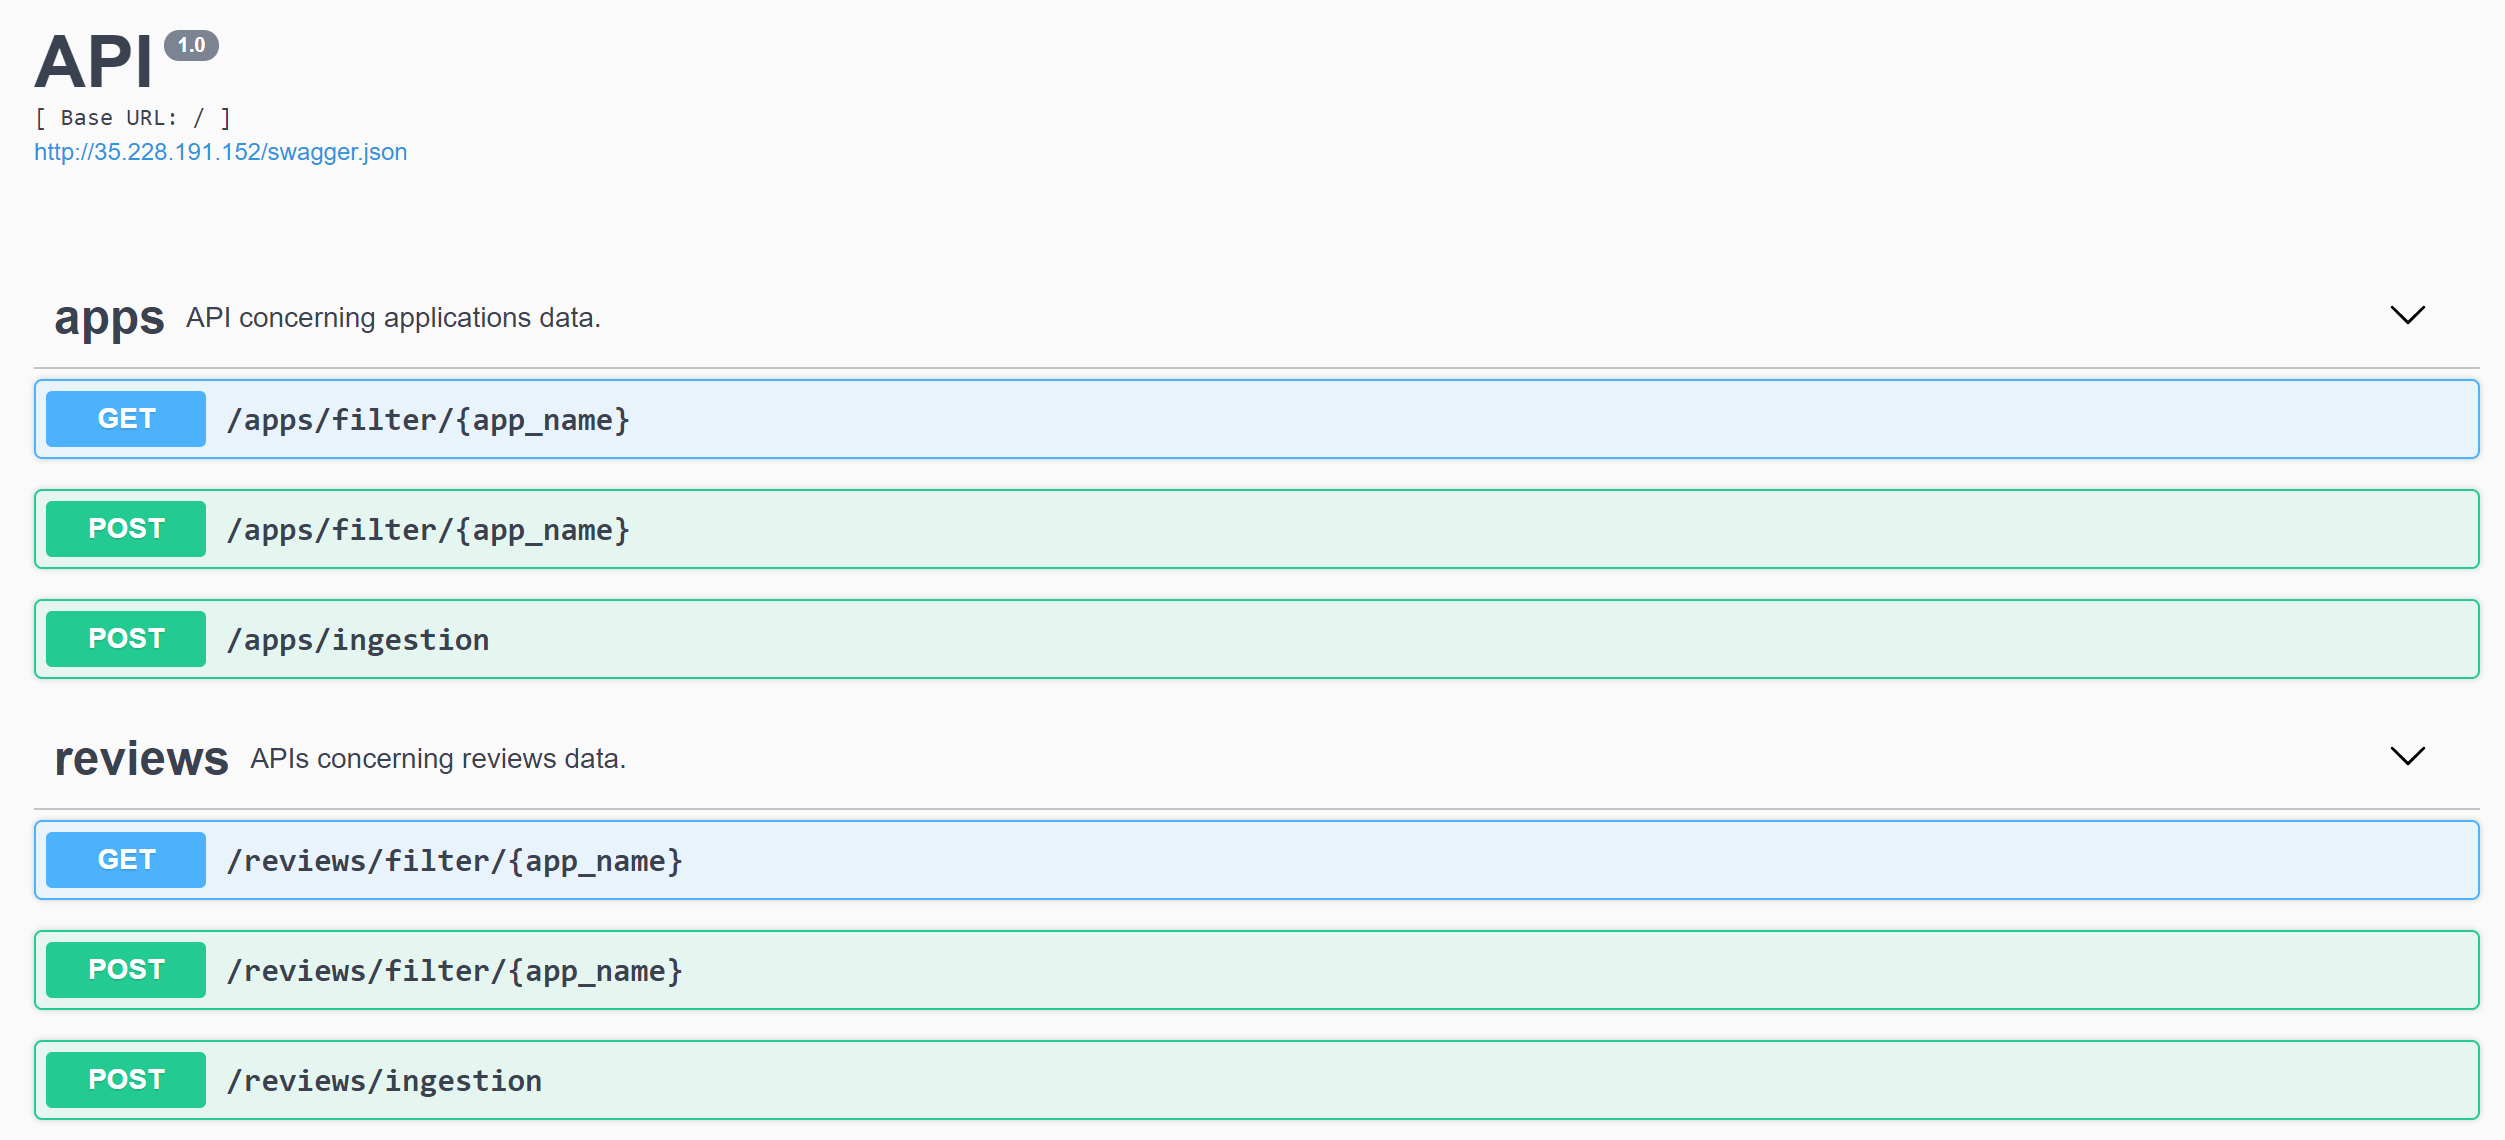 API 1.0
[ Base URL: / ]
http://35.228.191.152/swagger.json
apps API concerning applications data.
GET /apps/filter/{app_name}
POST /apps/filter/{app_name}
POST /apps/ingestion
reviews APIs concerning reviews data.
GET /reviews/filter/{app_name}
POST /reviews/filter/{app_name}
POST /reviews/ingestion